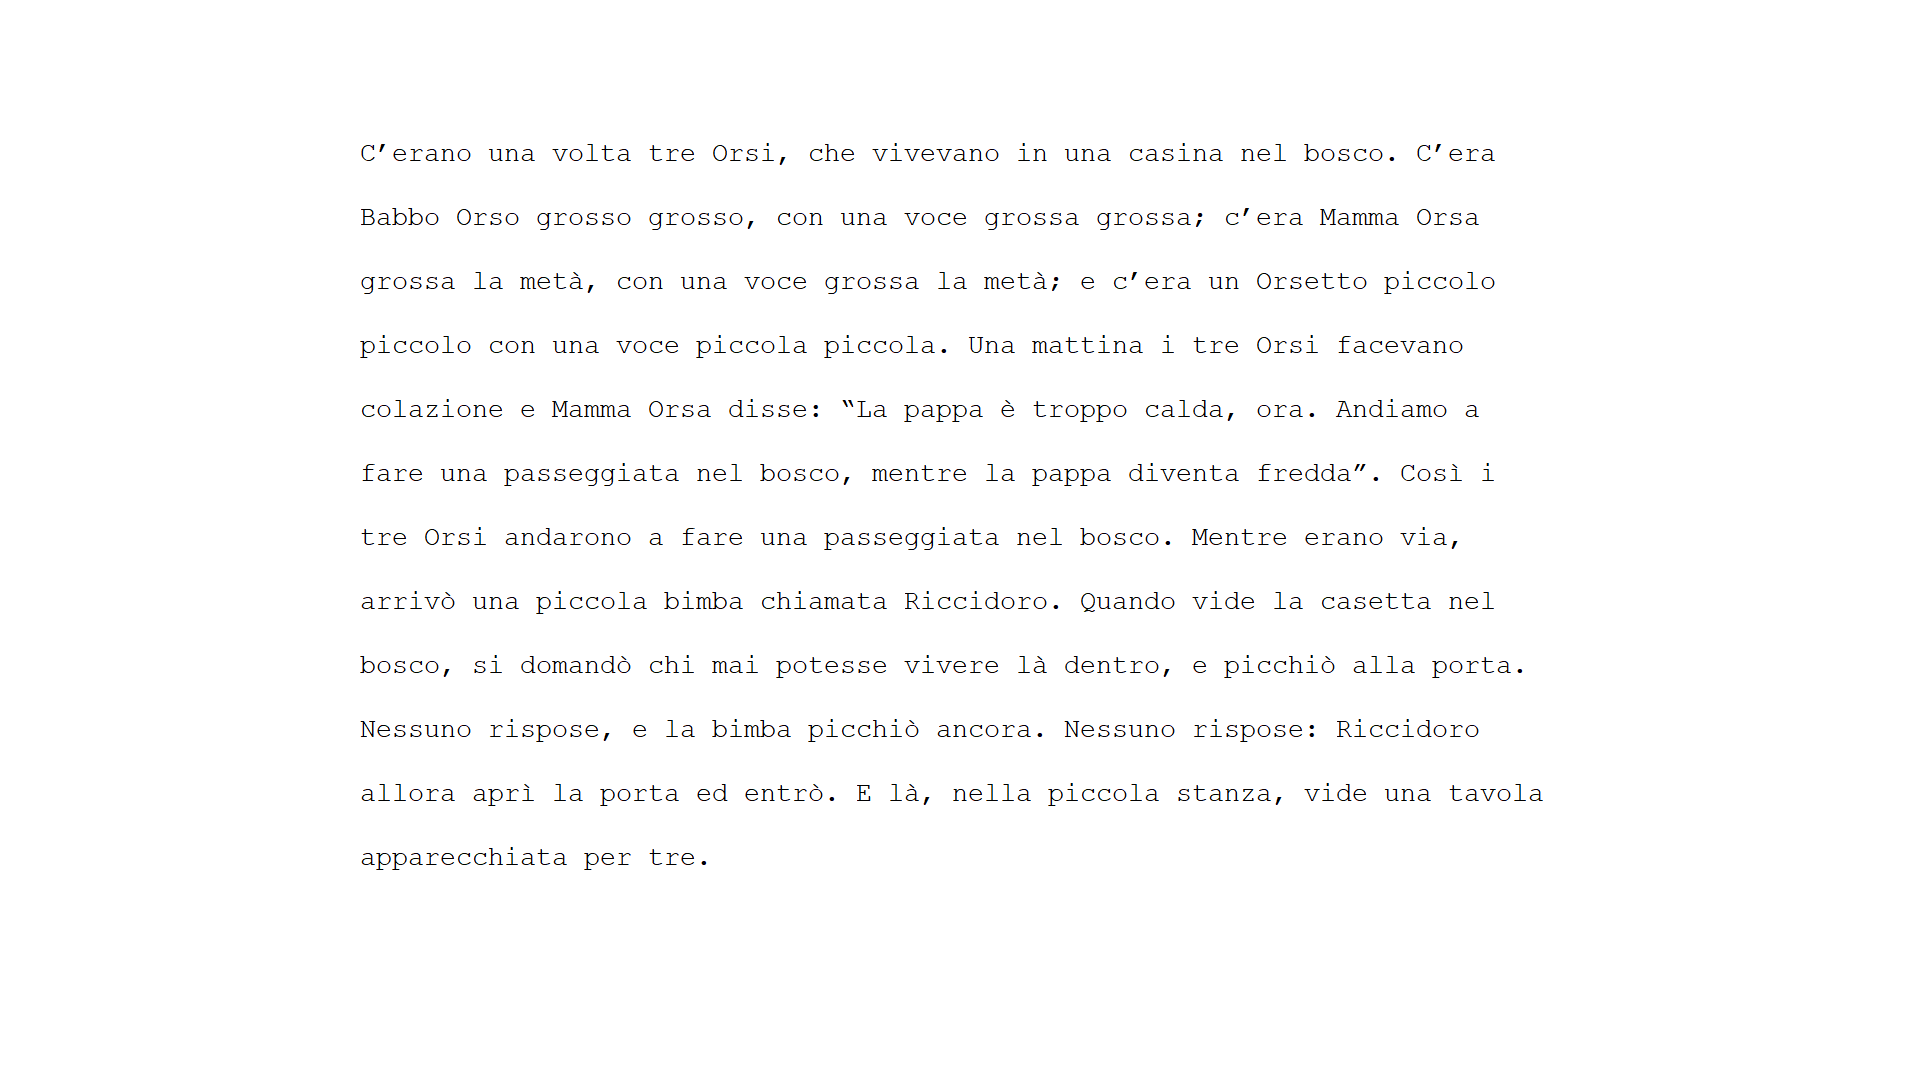 C’erano una volta tre Orsi, che vivevano in una casina nel bosco. C’era
Babbo Orso grosso grosso, con una voce grossa grossa; c’era Mamma Orsa
grossa la metà, con una voce grossa la metà; e c’era un Orsetto piccolo
piccolo con una voce piccola piccola. Una mattina i tre Orsi facevano
colazione e Mamma Orsa disse: “La pappa è troppo calda, ora. Andiamo a
fare una passeggiata nel bosco, mentre la pappa diventa fredda”. Così i
tre Orsi andarono a fare una passeggiata nel bosco. Mentre erano via,
arrivò una piccola bimba chiamata Riccidoro. Quando vide la casetta nel
bosco, si domandò chi mai potesse vivere là dentro, e picchiò alla porta.
Nessuno rispose, e la bimba picchiò ancora. Nessuno rispose: Riccidoro
allora aprì la porta ed entrò. E là, nella piccola stanza, vide una tavola
apparecchiata per tre.